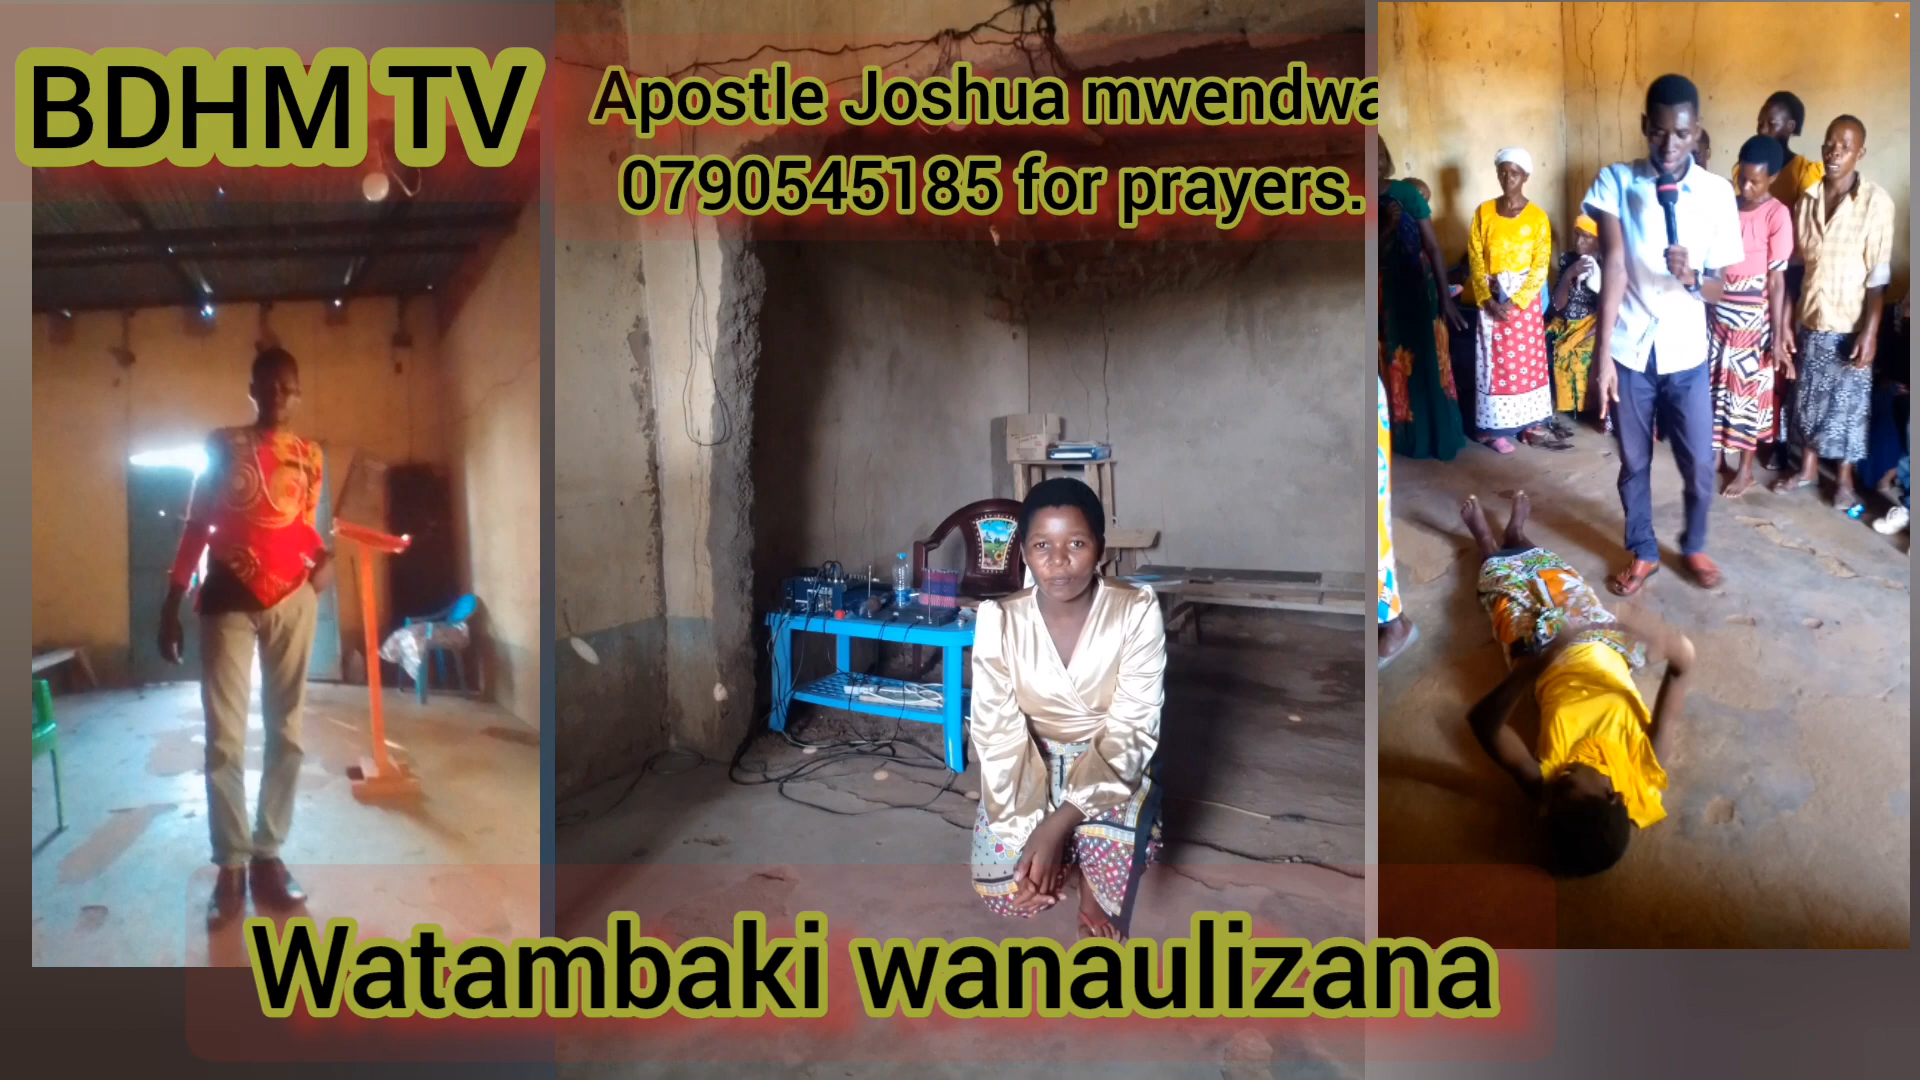 BDHM TV
Apostle Joshua mwendwa
0790545185 for prayers.
Watambaki wanaulizana